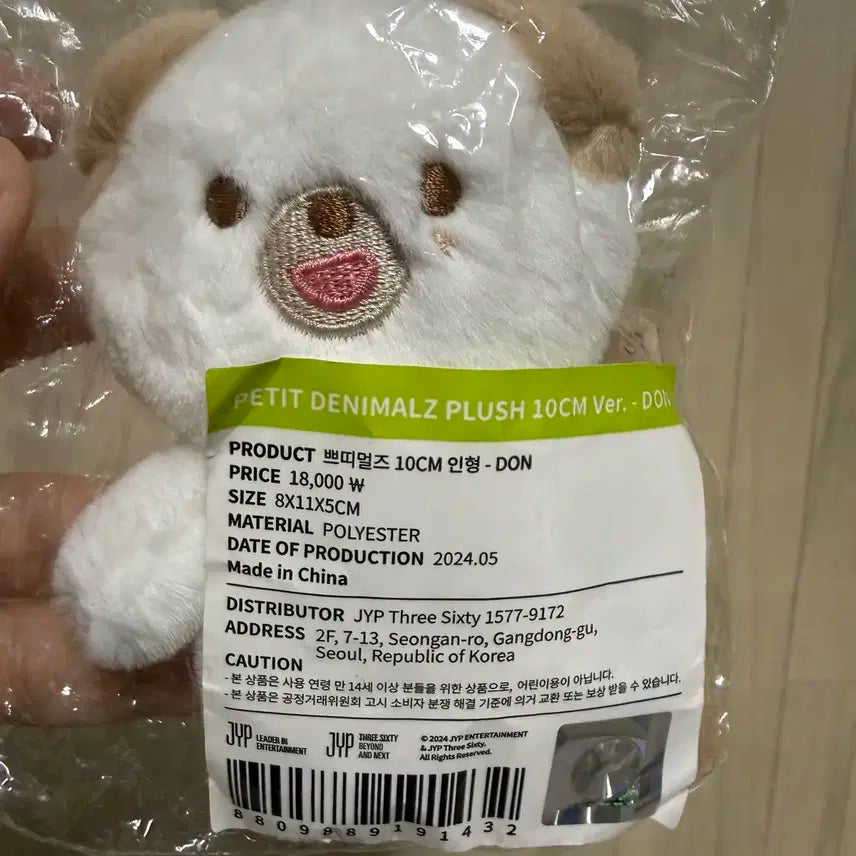 PETIT DENIMALZ PLUSH 10CM Ver. - DON
PRODUCT 쁘띠멀즈 10CM 인형 - DON
PRICE 18,000 ₩
SIZE 8X11X5CM
MATERIAL POLYESTER
DATE OF PRODUCTION 2024.05
Made in China
DISTRIBUTOR JYP Three Sixty 1577-9172
ADDRESS 2F, 7-13, Seongan-ro, Gangdong-gu,
Seoul, Republic of Korea
CAUTION
- 본 상품은 사용 연령 만 14세 이상 분들을 위한 상품으로, 어린이용이 아닙니다.
- 본 상품은 공정거래위원회 고시 소비자 분쟁 해결 기준에 의거 교환 또는 보상 받을 수 있습니다.
JYP LEADER IN
ENTERTAINMENT
JYP THREE SIXTY
BEYOND
AND NEXT
© 2024 JYP ENTERTAINMENT
& JYP Three Sixty.
All Rights Reserved.
8809989191432